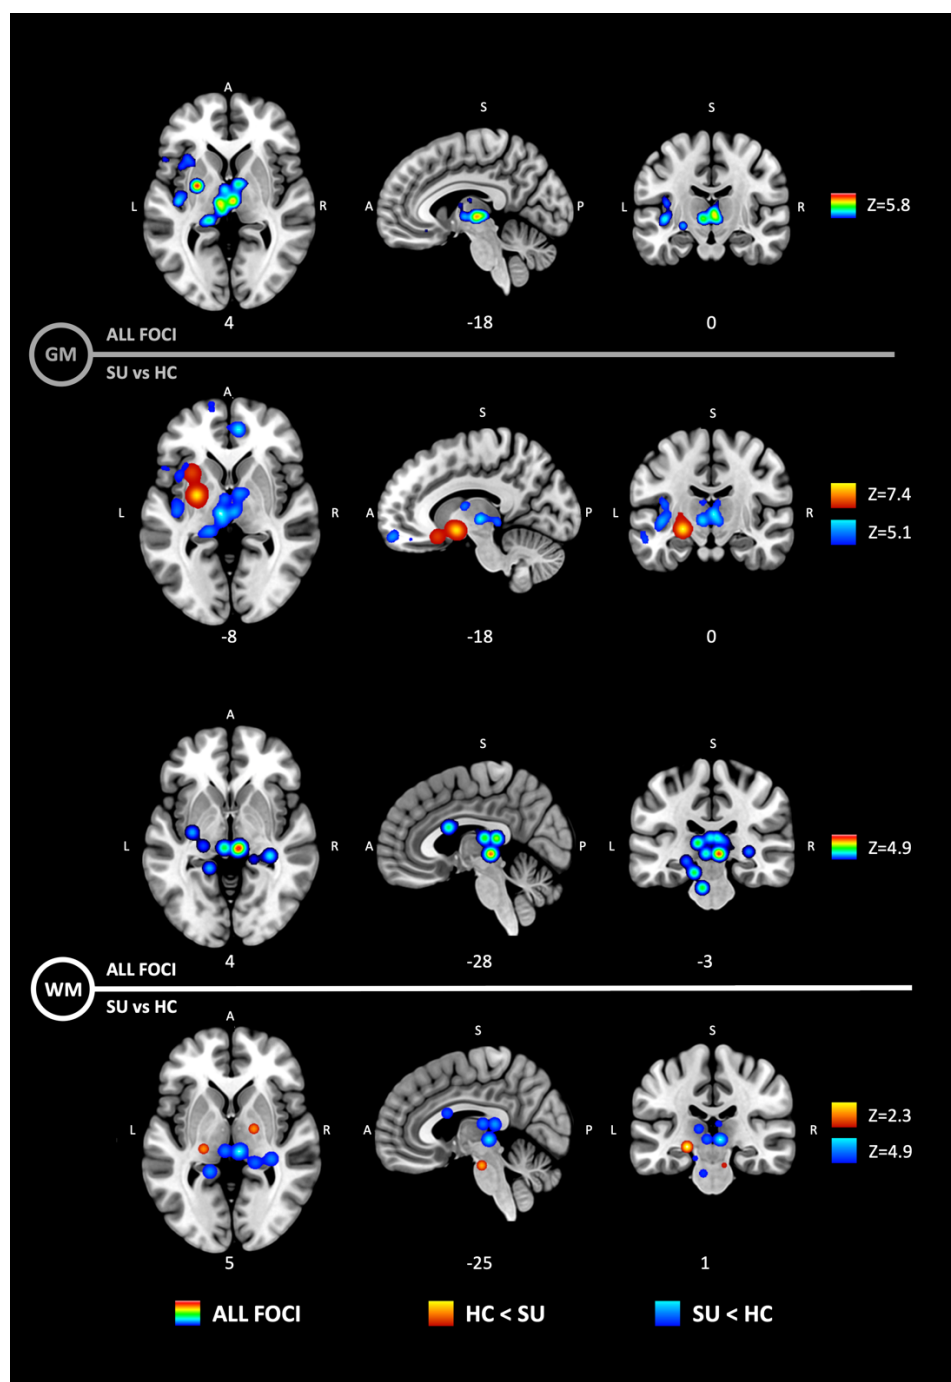 A
S
S
L
R
A
P
L
R
Z=5.8
4
-18
0
ALL FOCI
GM
SU vs HC
A
S
S
L
R
A
P
L
R
Z=7.4
Z=5.1
-8
-18
0
A
S
S
L
R
A
P
L
R
Z=4.9
4
-28
-3
ALL FOCI
WM
SU vs HC
A
S
S
L
R
A
P
L
R
Z=2.3
Z=4.9
5
-25
1
ALL FOCI
HC < SU
SU < HC